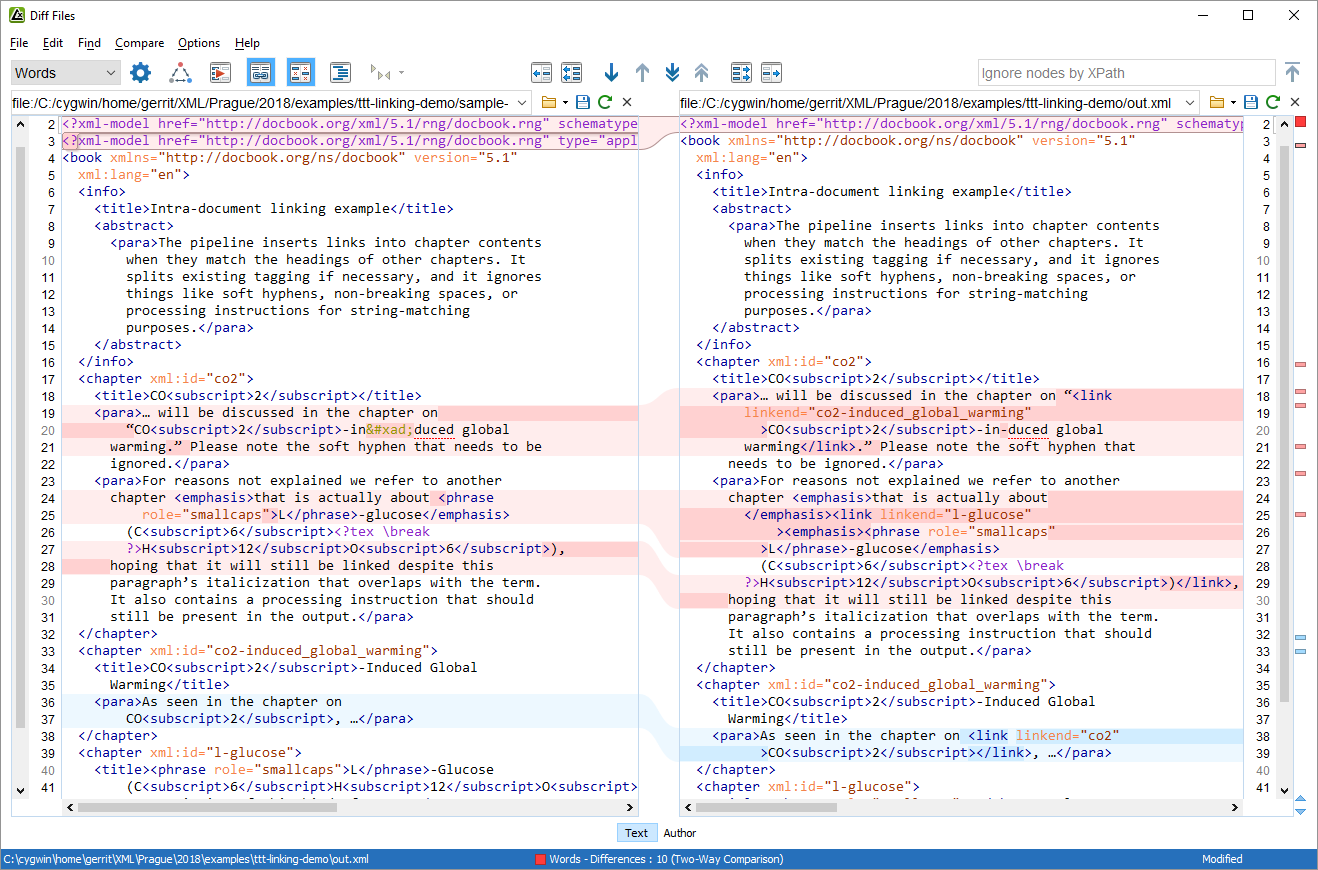 Diff Files
File Edit Find Compare Options Help
Words
Ignore nodes by XPath
file:/C:/cygwin/home/gerrit/XML/Prague/2018/examples/ttt-linking-demo/sample-
file:/C:/cygwin/home/gerrit/XML/Prague/2018/examples/ttt-linking-demo/out.xml
2 <?xml-model href="http://docbook.org/xml/5.1/rng/docbook.rng" schematype
3 <?xml-model href="http://docbook.org/xml/5.1/rng/docbook.rng" type="appl
4 <book xmlns="http://docbook.org/ns/docbook" version="5.1"
5 xml:lang="en">
6 <info>
7 <title>Intra-document linking example</title>
8 <abstract>
9 <para>The pipeline inserts links into chapter contents
10 when they match the headings of other chapters. It
11 splits existing tagging if necessary, and it ignores
12 things like soft hyphens, non-breaking spaces, or
13 processing instructions for string-matching
14 purposes.</para>
15 </abstract>
16 </info>
17 <chapter xml:id="co2">
18 <title>CO<subscript>2</subscript></title>
19 <para>… will be discussed in the chapter on
20 “CO<subscript>2</subscript>-in&#xad;duced global
21 warming.” Please note the soft hyphen that needs to be
22 ignored.</para>
23 <para>For reasons not explained we refer to another
24 chapter <emphasis>that is actually about <phrase
25 role="smallcaps">L</phrase>-glucose</emphasis>
26 (C<subscript>6</subscript><?tex \break
27 ?>H<subscript>12</subscript>O<subscript>6</subscript>),
28 hoping that it will still be linked despite this
29 paragraph’s italicization that overlaps with the term.
30 It also contains a processing instruction that should
31 still be present in the output.</para>
32 </chapter>
33 <chapter xml:id="co2-induced_global_warming">
34 <title>CO<subscript>2</subscript>-Induced Global
35 Warming</title>
36 <para>As seen in the chapter on
37 CO<subscript>2</subscript>, …</para>
38 </chapter>
39 <chapter xml:id="l-glucose">
40 <title><phrase role="smallcaps">L</phrase>-Glucose
41 (C<subscript>6</subscript>H<subscript>12</subscript>O<subscript>
<?xml-model href="http://docbook.org/xml/5.1/rng/docbook.rng" schematyp 2
<book xmlns="http://docbook.org/ns/docbook" version="5.1" 3
xml:lang="en"> 4
<info> 5
<title>Intra-document linking example</title> 6
<abstract> 7
<para>The pipeline inserts links into chapter contents 8
when they match the headings of other chapters. It 9
splits existing tagging if necessary, and it ignores 10
things like soft hyphens, non-breaking spaces, or 11
processing instructions for string-matching 12
purposes.</para> 13
</abstract> 14
</info> 15
<chapter xml:id="co2"> 16
<title>CO<subscript>2</subscript></title> 17
<para>… will be discussed in the chapter on “<link 18
linkend="co2-induced_global_warming" 19
>CO<subscript>2</subscript>-in-duced global 20
warming</link>.” Please note the soft hyphen that 21
needs to be ignored.</para> 22
<para>For reasons not explained we refer to another 23
chapter <emphasis>that is actually about 24
</emphasis><link linkend="l-glucose" 25
><emphasis><phrase role="smallcaps" 26
>L</phrase>-glucose</emphasis> 27
(C<subscript>6</subscript><?tex \break 28
?>H<subscript>12</subscript>O<subscript>6</subscript>)</link>, 29
hoping that it will still be linked despite this 30
paragraph’s italicization that overlaps with the term. 31
It also contains a processing instruction that should 32
still be present in the output.</para> 33
</chapter> 34
<chapter xml:id="co2-induced_global_warming"> 35
<title>CO<subscript>2</subscript>-Induced Global 36
Warming</title> 37
<para>As seen in the chapter on <link linkend="co2" 38
>CO<subscript>2</subscript></link>, …</para> 39
</chapter> 40
<chapter xml:id="l-glucose"> 41
Text Author
C:\cygwin\home\gerrit\XML\Prague\2018\examples\ttt-linking-demo\out.xml
Words - Differences : 10 (Two-Way Comparison)
Modified